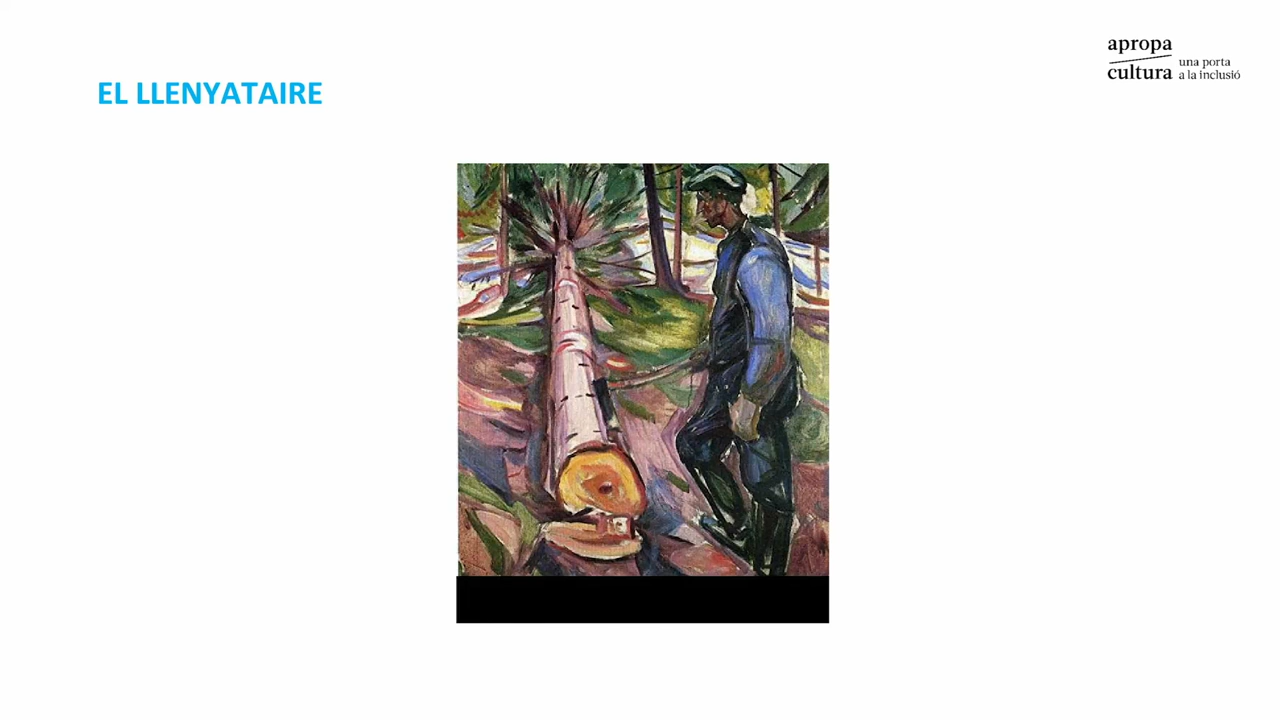 EL LLENYATAIRE
apropa
cultura
una porta
a la inclusió